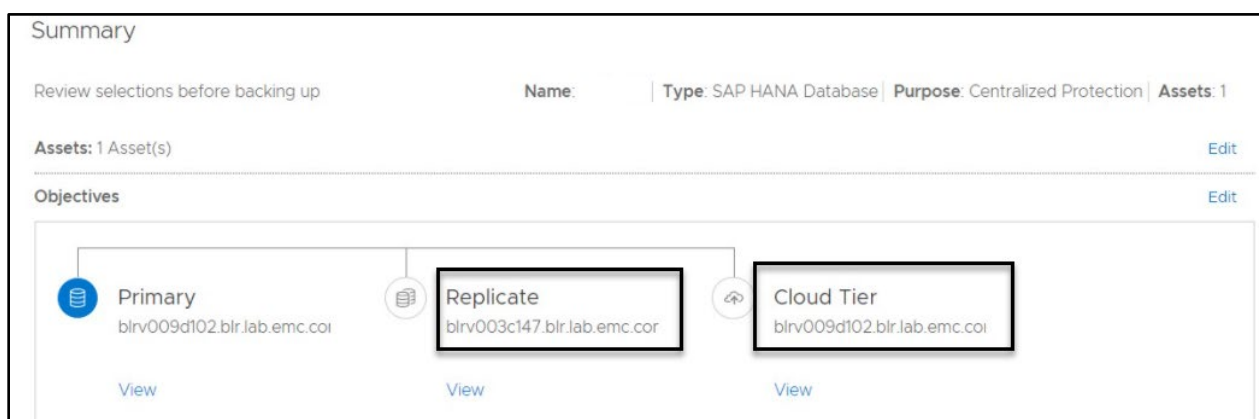 Summary
Review selections before backing up Name: Type: SAP HANA Database Purpose: Centralized Protection Assets: 1
Assets: 1 Asset(s) Edit
Objectives Edit
Primary Replicate Cloud Tier
blrv009d102.blr.lab.emc.cor blrv003c147.blr.lab.emc.cor blrv009d102.blr.lab.emc.cor
View View View